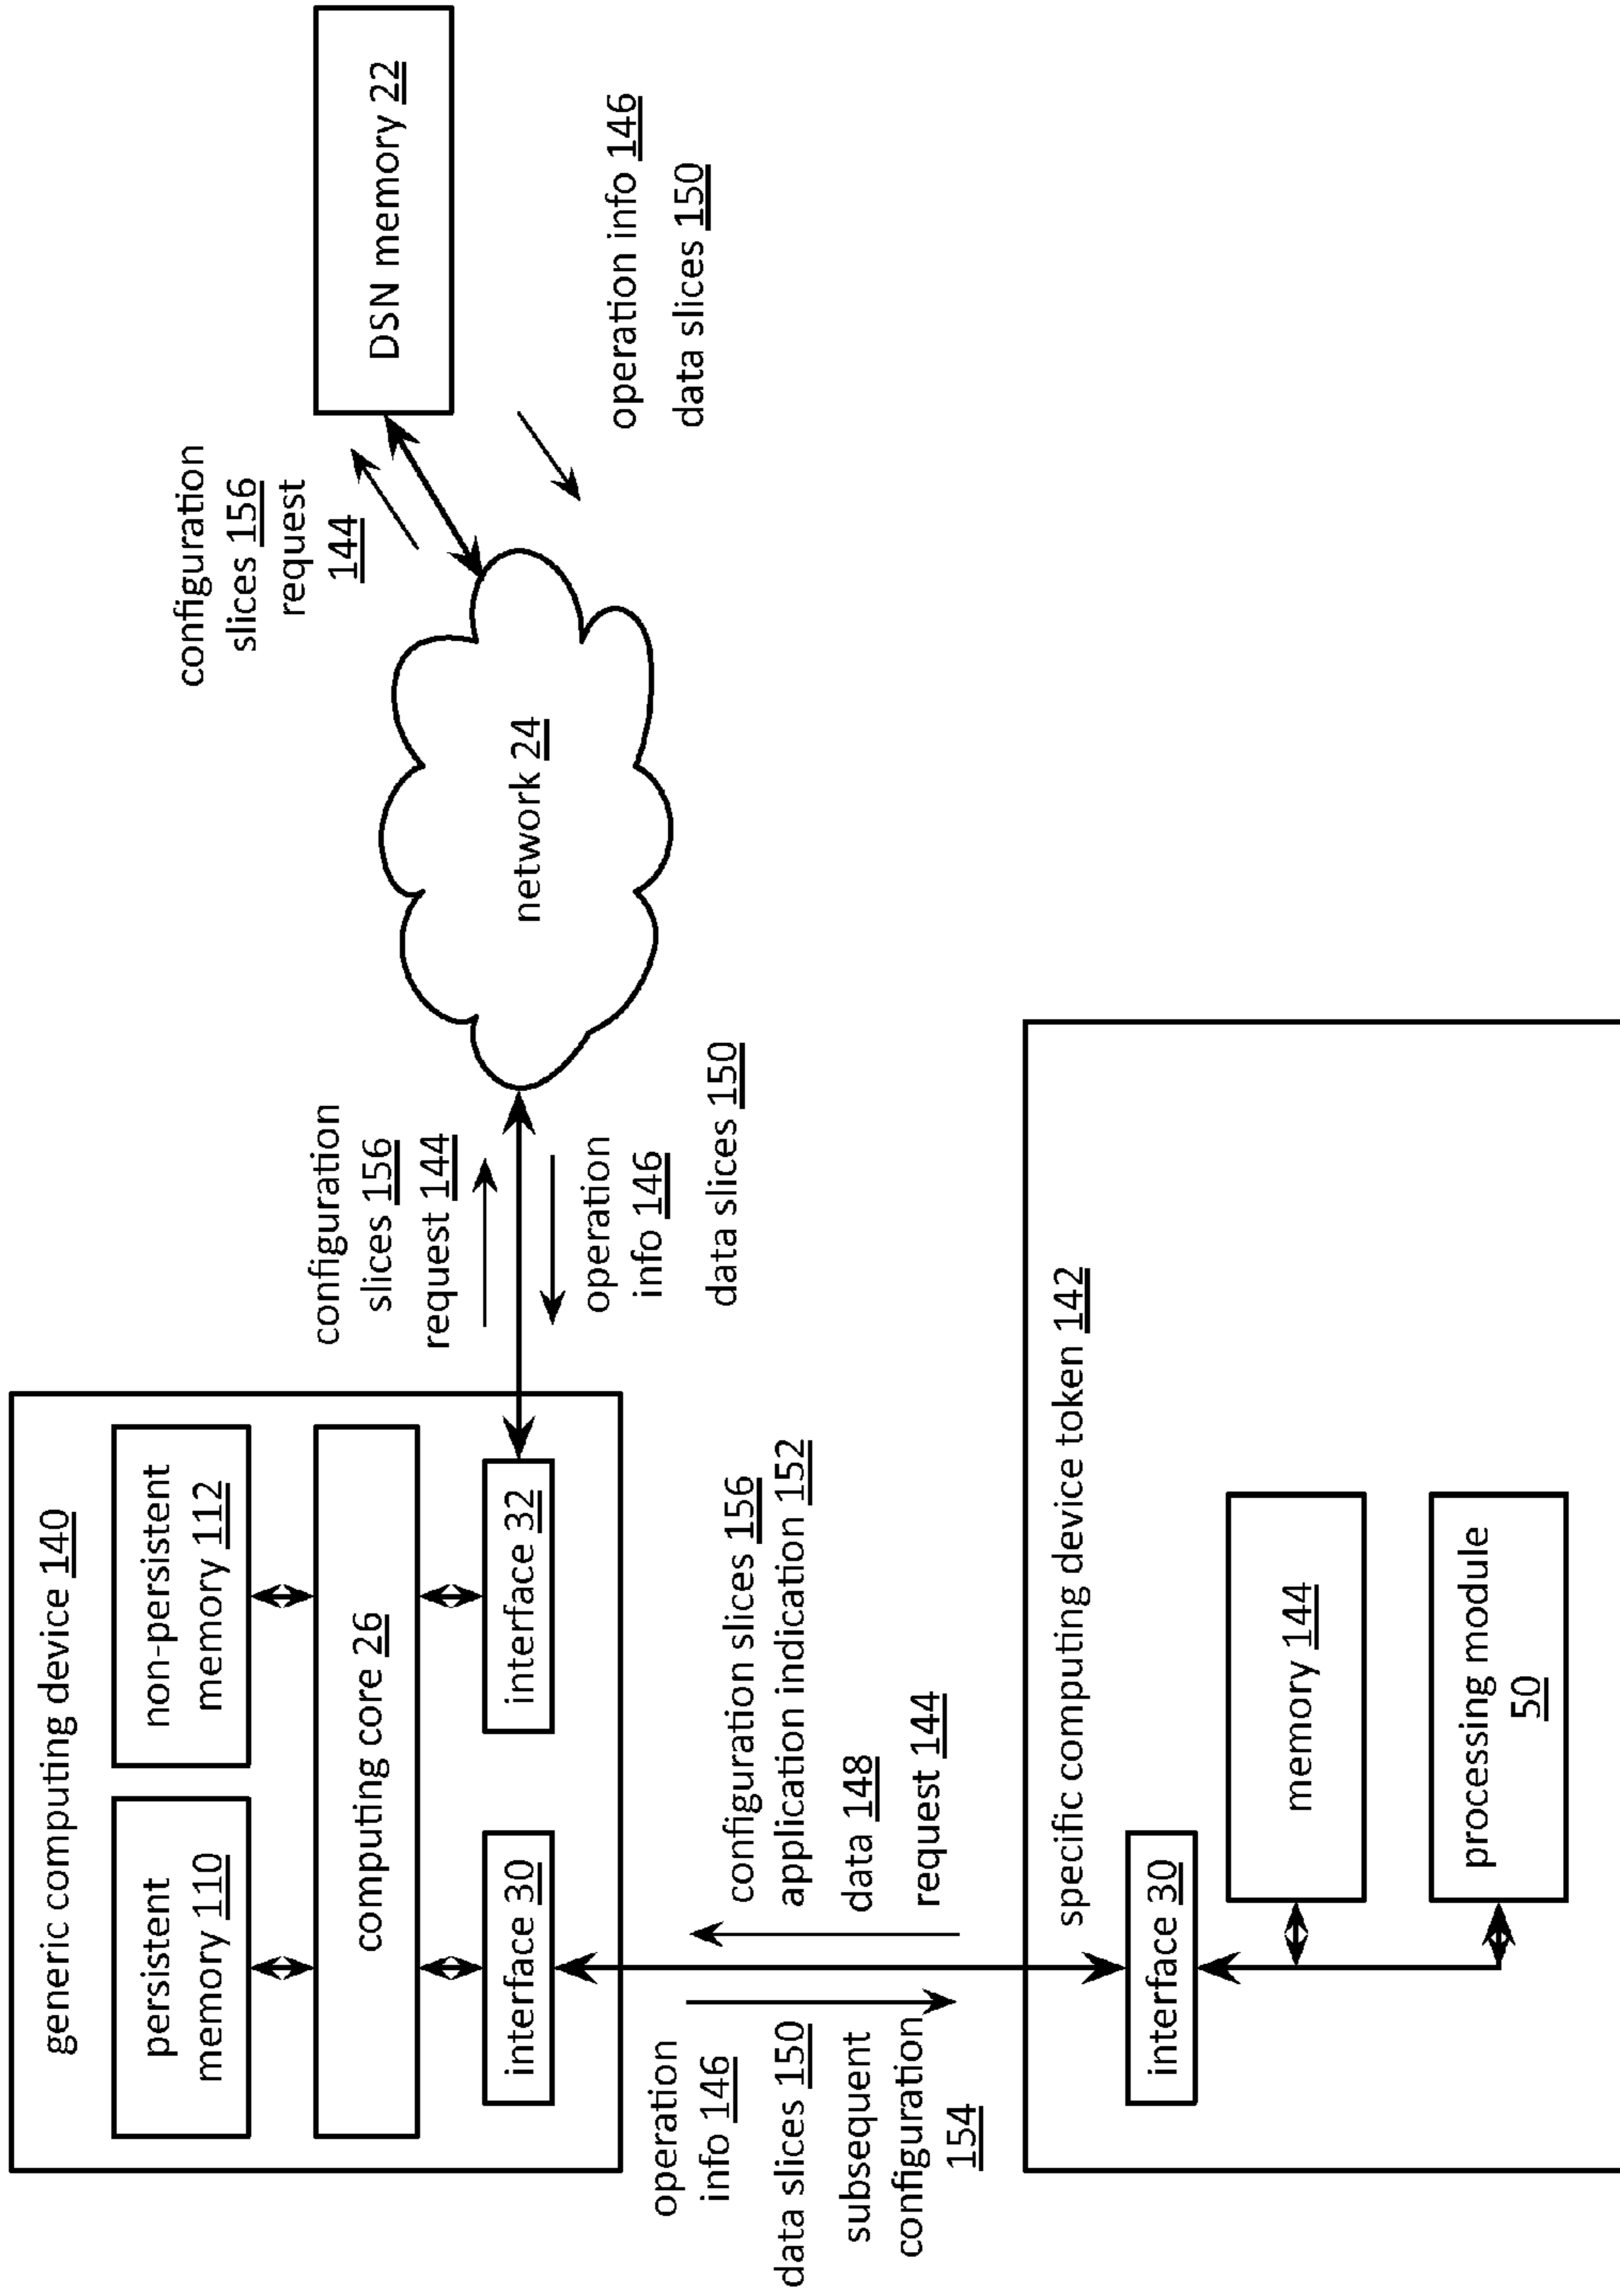 generic computing device 140
persistent
memory 110
non-persistent
memory 112
computing core 26
interface 30
interface 32
configuration
slices 156
request 144
operation
info 146
data slices 150
network 24
configuration
slices 156
request
144
DSN memory 22
operation info 146
data slices 150
operation
info 146
data slices 150
subsequent
configuration
154
configuration slices 156
application indication 152
data 148
request 144
specific computing device token 142
interface 30
memory 144
processing module
50